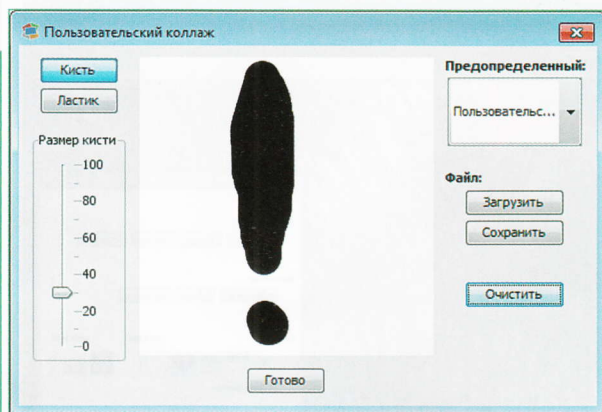 Пользовательский коллаж
Кисть
Ластик
Размер кисти
100
80
60
40
20
0
Предопределенный:
Пользовательс...
Файл:
Загрузить
Сохранить
Очистить
Готово